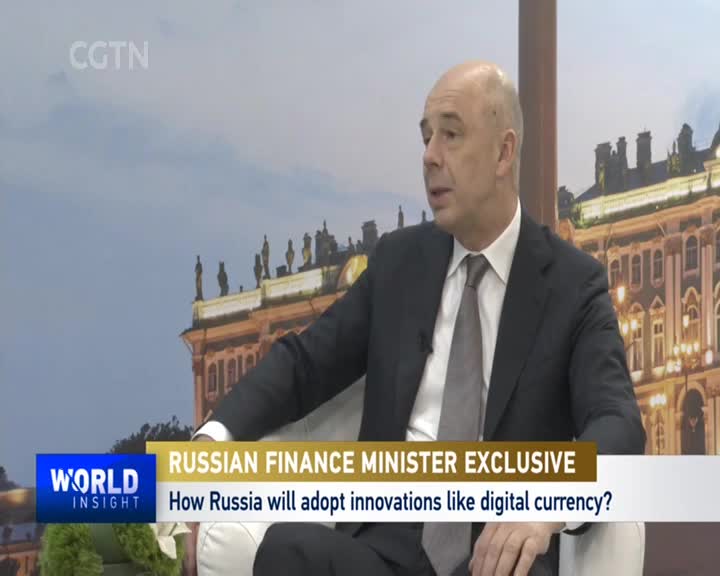 CGTN
RUSSIAN FINANCE MINISTER EXCLUSIVE
WORLD
INSIGHT
How Russia will adopt innovations like digital currency?